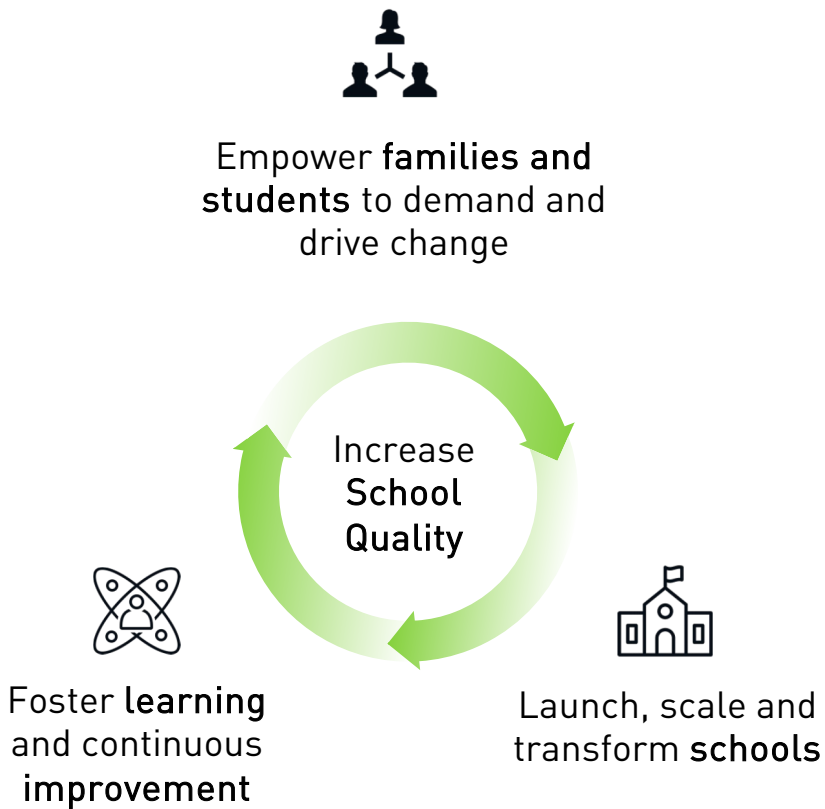 Empower families and
students to demand and
drive change
Increase
School
Quality
Foster learning
and continuous
improvement
Launch, scale and
transform schools